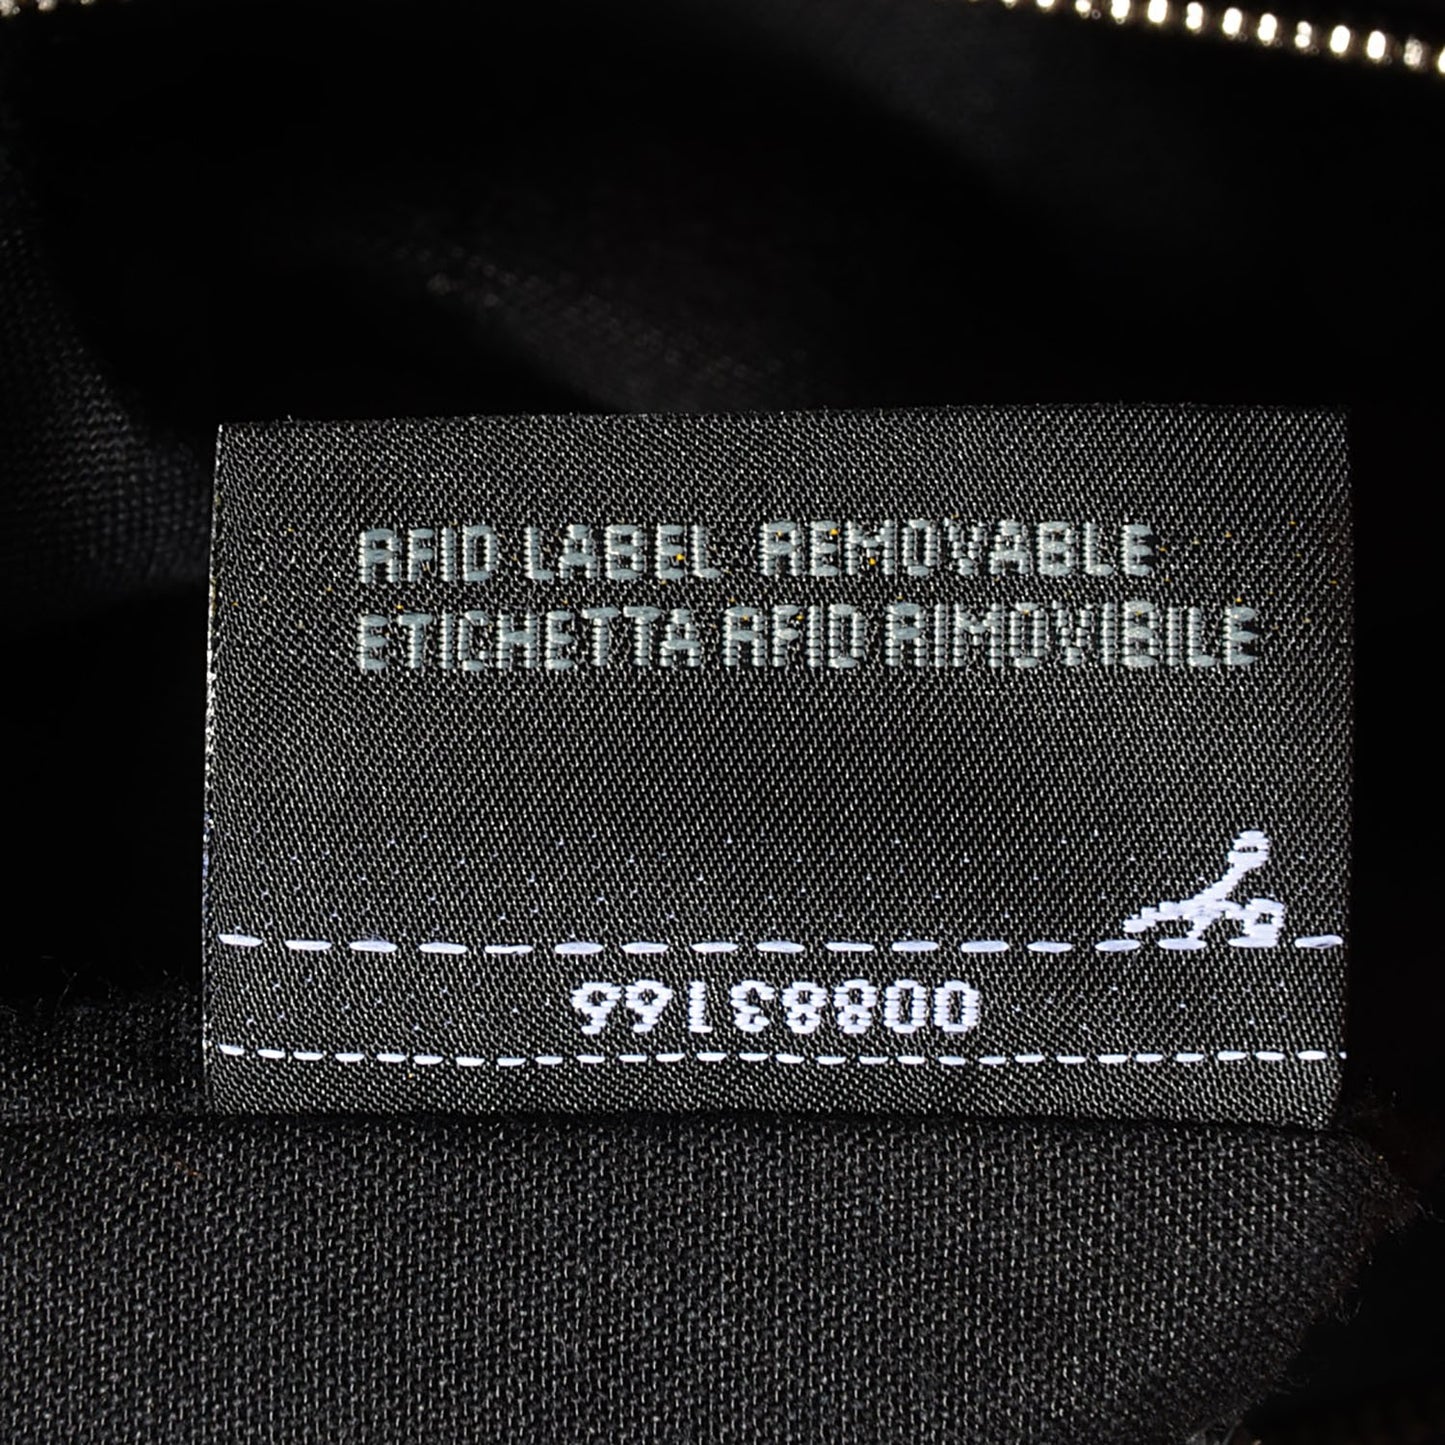 RFID LABEL REMOVABLE
ETICHETTA RFID RIMOVIBILE
00883166